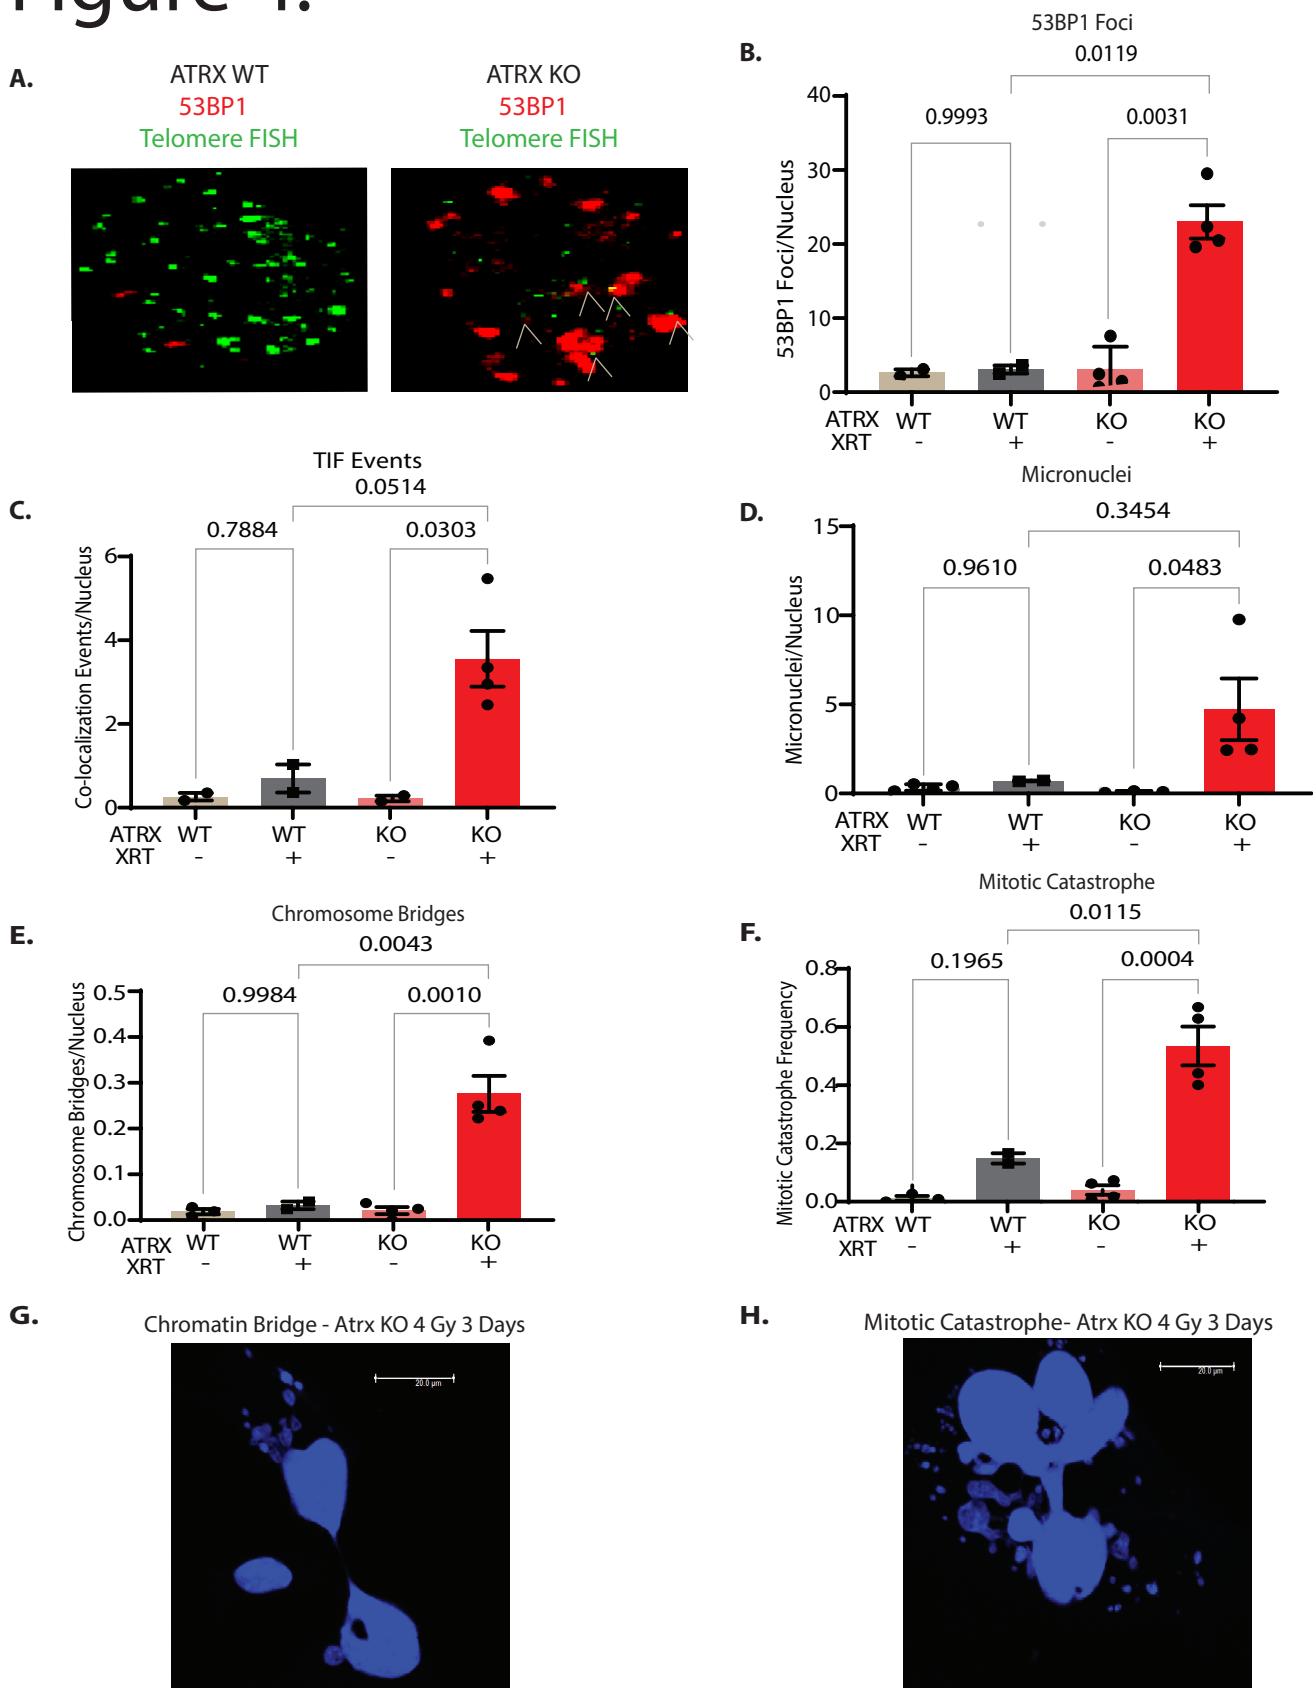 Figure 4.
A.
ATRX WT
53BP1
Telomere FISH
ATRX KO
53BP1
Telomere FISH
B.
53BP1 Foci
0.0119
0.9993
0.0031
53BP1 Foci/Nucleus
40
30
20
10
0
ATRX WT WT KO KO
XRT - + - +
C.
TIF Events
0.0514
0.7884
0.0303
Co-localization Events/Nucleus
6
4
2
0
ATRX WT WT KO KO
XRT - + - +
D.
Micronuclei
0.3454
0.9610
0.0483
Micronuclei/Nucleus
15
10
5
0
ATRX WT WT KO KO
XRT - + - +
E.
Chromosome Bridges
0.0043
0.9984
0.0010
Chromosome Bridges/Nucleus
0.5
0.4
0.3
0.2
0.1
0.0
ATRX WT WT KO KO
XRT - + - +
F.
Mitotic Catastrophe
0.0115
0.1965
0.0004
Mitotic Catastrophe Frequency
0.8
0.6
0.4
0.2
0.0
ATRX WT WT KO KO
XRT - + - +
G.
Chromatin Bridge - Atrx KO 4 Gy 3 Days
20.0 µm
H.
Mitotic Catastrophe- Atrx KO 4 Gy 3 Days
20.0 µm